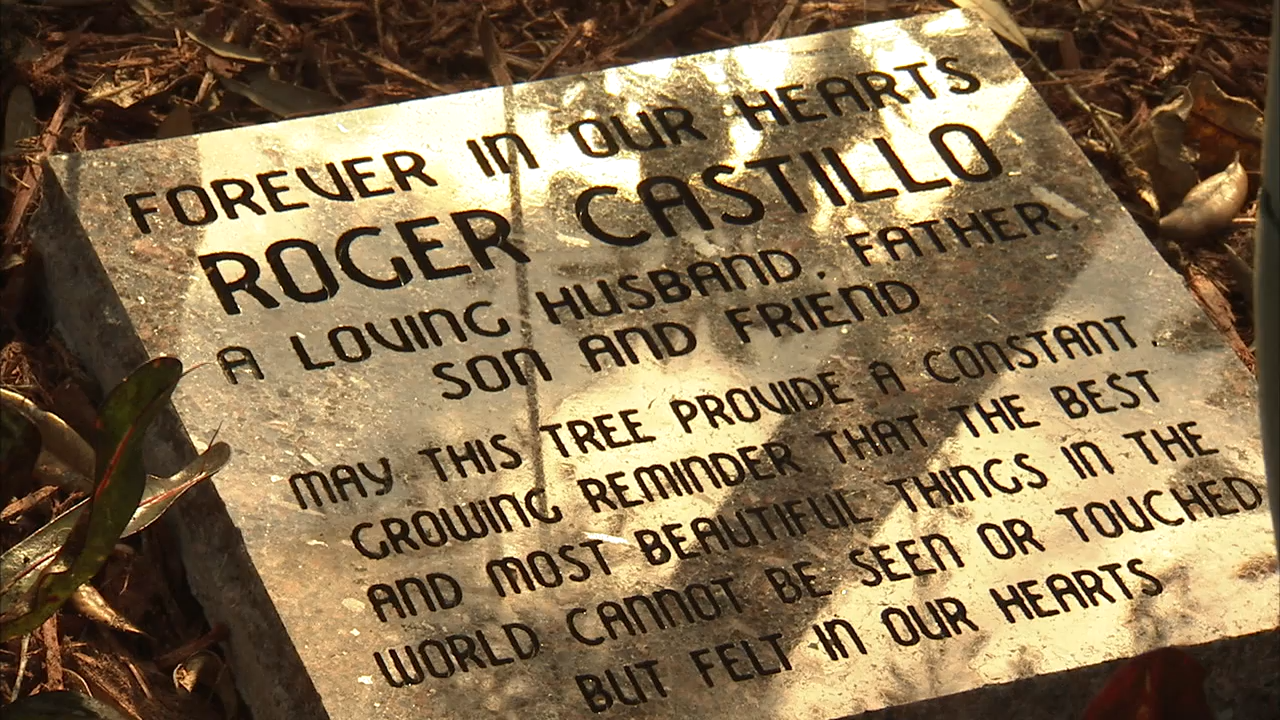 FOREVER IN OUR HEARTS
ROGER CASTILLO
A LOVING HUSBAND, FATHER,
SON AND FRIEND
MAY THIS TREE PROVIDE A CONSTANT,
GROWING REMINDER THAT THE BEST
AND MOST BEAUTIFUL THINGS IN THE
WORLD CANNOT BE SEEN OR TOUCHED,
BUT FELT IN OUR HEARTS